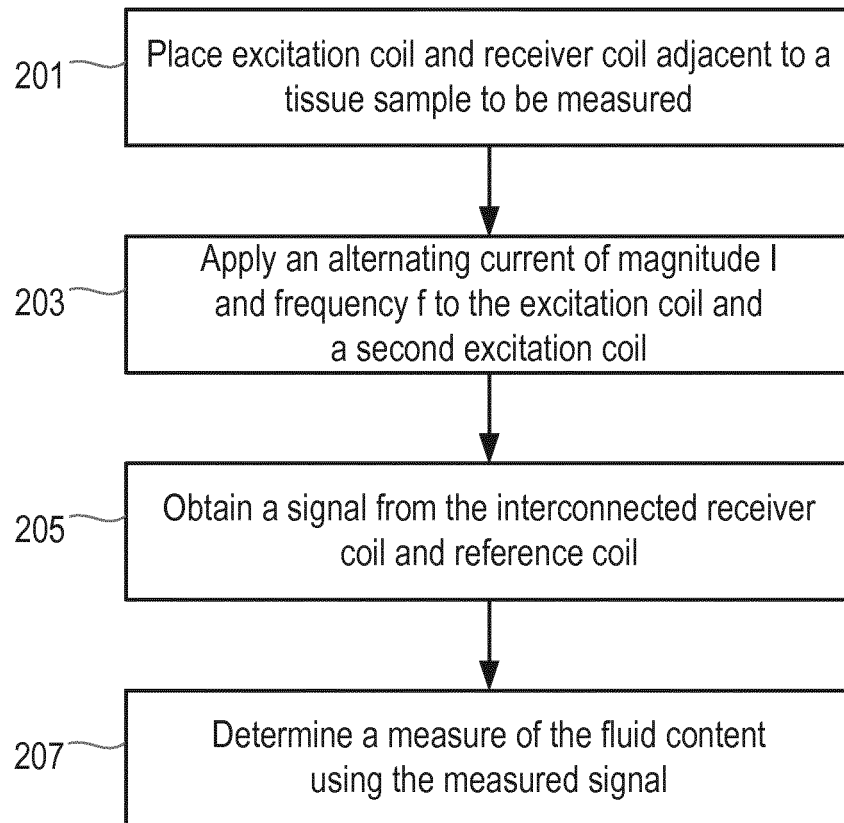 201
Place excitation coil and receiver coil adjacent to a
tissue sample to be measured
203
Apply an alternating current of magnitude I
and frequency f to the excitation coil and
a second excitation coil
205
Obtain a signal from the interconnected receiver
coil and reference coil
207
Determine a measure of the fluid content
using the measured signal